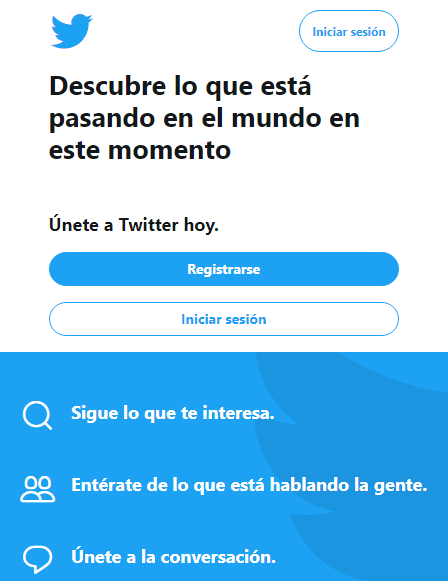 Iniciar sesión
Descubre lo que está
pasando en el mundo en
este momento
Únete a Twitter hoy.
Registrarse
Iniciar sesión
Sigue lo que te interesa.
Entérate de lo que está hablando la gente.
Únete a la conversación.